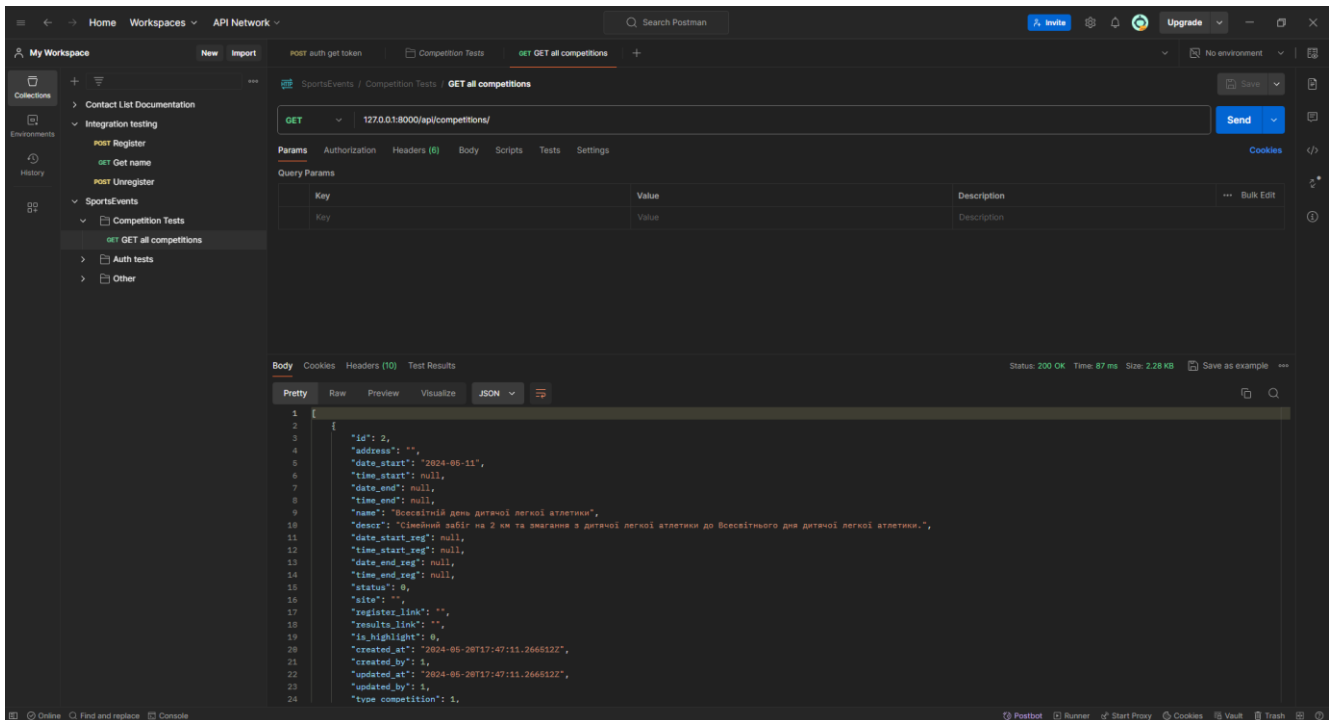 Home Workspaces API Network Search Postman Invite Upgrade
My Workspace New Import POST auth get token Competition Tests GET GET all competitions No environment
Collections
Environments
History
Contact List Documentation
Integration testing
POST Register
GET Get name
POST Unregister
SportsEvents
Competition Tests
GET GET all competitions
Auth tests
Other
SportsEvents / Competition Tests / GET all competitions Save
GET 127.0.0.1:8000/api/competitions/ Send
Params Authorization Headers (6) Body Scripts Tests Settings Cookies
Query Params
Key Value Description Bulk Edit
Key Value Description
Body Cookies Headers (10) Test Results Status: 200 OK Time: 87 ms Size: 2.28 KB Save as example
Pretty Raw Preview Visualize JSON
1 [
2 {
3 "id": 2,
4 "address": "",
5 "date_start": "2024-05-11",
6 "time_start": null,
7 "date_end": null,
8 "time_end": null,
9 "name": "Всесвітній день дитячої легкої атлетики",
10 "descr": "Сімейний забіг на 2 км та змагання з дитячої легкої атлетики до Всесвітнього дня дитячої легкої атлетики.",
11 "date_start_reg": null,
12 "time_start_reg": null,
13 "date_end_reg": null,
14 "time_end_reg": null,
15 "status": 0,
16 "site": "",
17 "register_link": "",
18 "results_link": "",
19 "is_highlight": 0,
20 "created_at": "2024-05-20T17:47:11.266512Z",
21 "created_by": 1,
22 "updated_at": "2024-05-20T17:47:11.266512Z",
23 "updated_by": 1,
24 "type_competition": 1,
Online Find and replace Console Postbot Runner Start Proxy Cookies Vault Trash